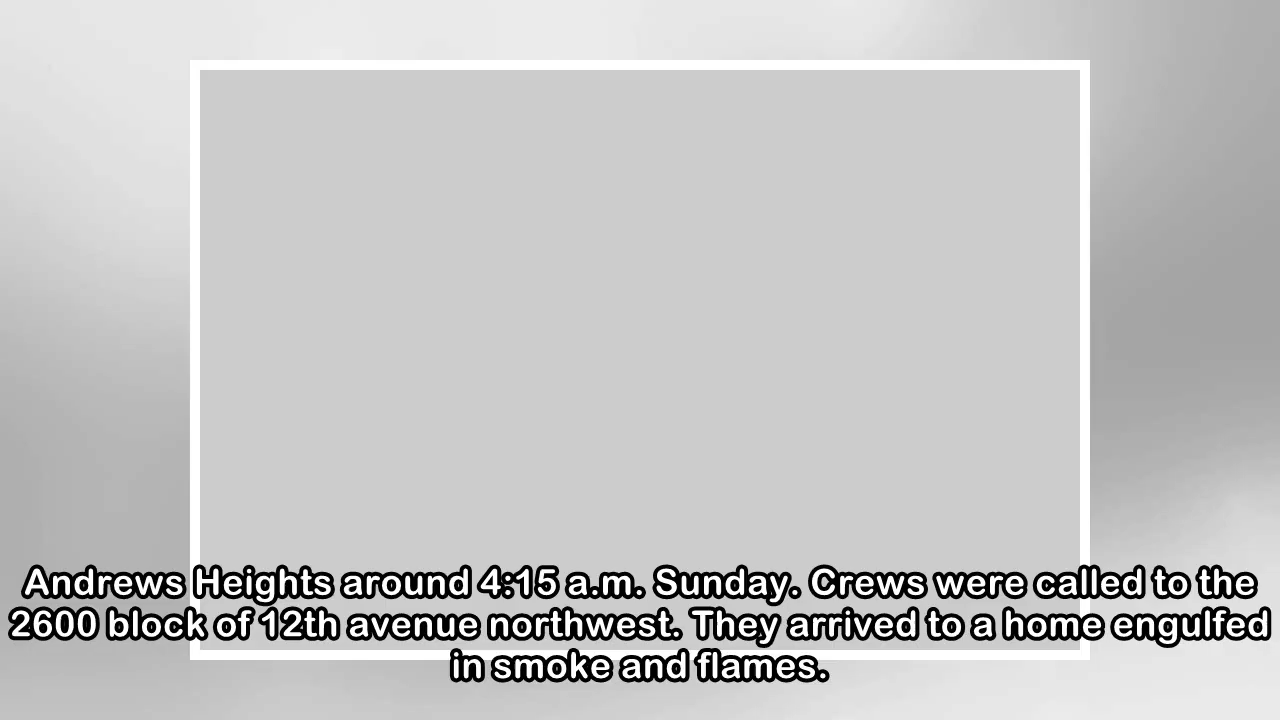 Andrews Heights around 4:15 a.m. Sunday. Crews were called to the
2600 block of 12th avenue northwest. They arrived to a home engulfed
in smoke and flames.